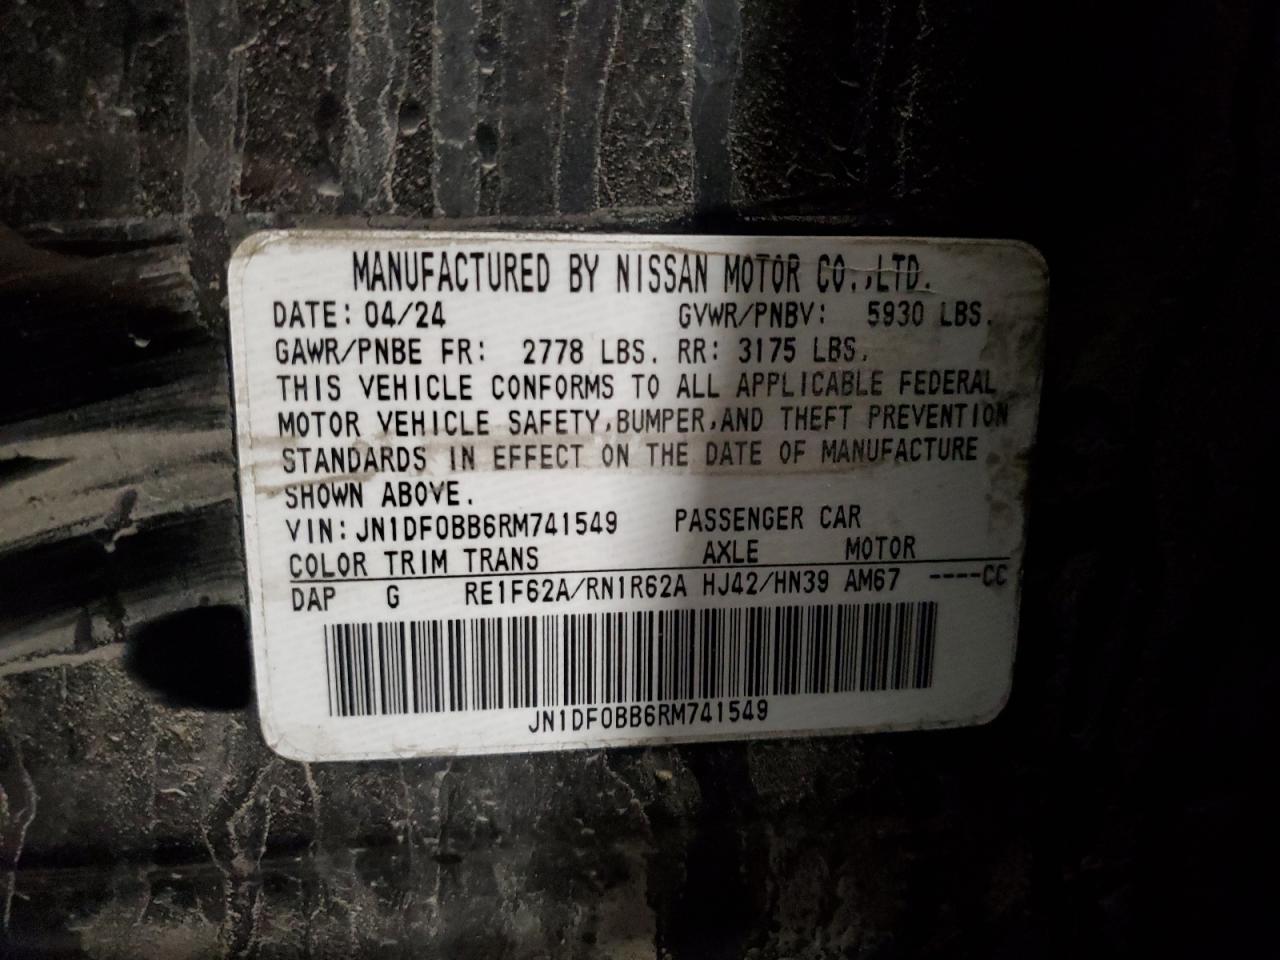 MANUFACTURED BY NISSAN MOTOR CO.,LTD.
DATE: 04/24 GVWR/PNBV: 5930 LBS.
GAWR/PNBE FR: 2778 LBS. RR: 3175 LBS.
THIS VEHICLE CONFORMS TO ALL APPLICABLE FEDERAL
MOTOR VEHICLE SAFETY,BUMPER,AND THEFT PREVENTION
STANDARDS IN EFFECT ON THE DATE OF MANUFACTURE
SHOWN ABOVE.
VIN:JN1DF0BB6RM741549 PASSENGER CAR
COLOR TRIM TRANS AXLE MOTOR
DAP G RE1F62A/RN1R62A HJ42/HN39 AM67 ----CC
JN1DF0BB6RM741549